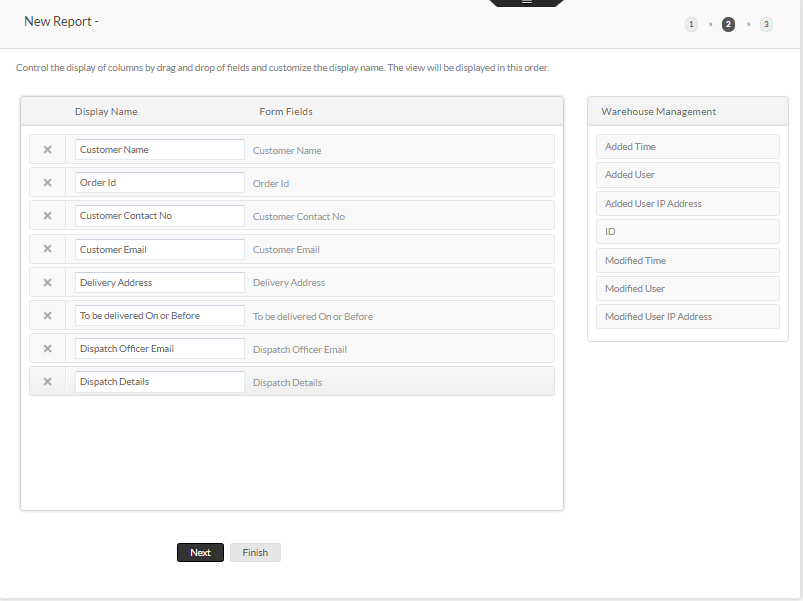 New Report -
1 » 2 » 3
Control the display of columns by drag and drop of fields and customize the display name. The view will be displayed in this order.
Display Name Form Fields
× Customer Name Customer Name
× Order Id Order Id
× Customer Contact No Customer Contact No
× Customer Email Customer Email
× Delivery Address Delivery Address
× To be delivered On or Before To be delivered On or Before
× Dispatch Officer Email Dispatch Officer Email
× Dispatch Details Dispatch Details
Warehouse Management
Added Time
Added User
Added User IP Address
ID
Modified Time
Modified User
Modified User IP Address
Next Finish